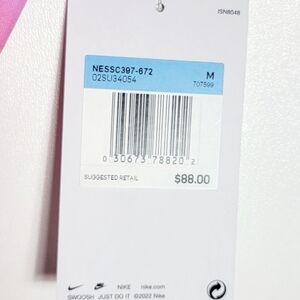 ISN8048
NESSC397-672 M
02SU34054 707599
0 30673 78820 2
SUGGESTED RETAIL $88.00
NIKE nike.com
SWOOSH JUST DO IT ©2022 Nike